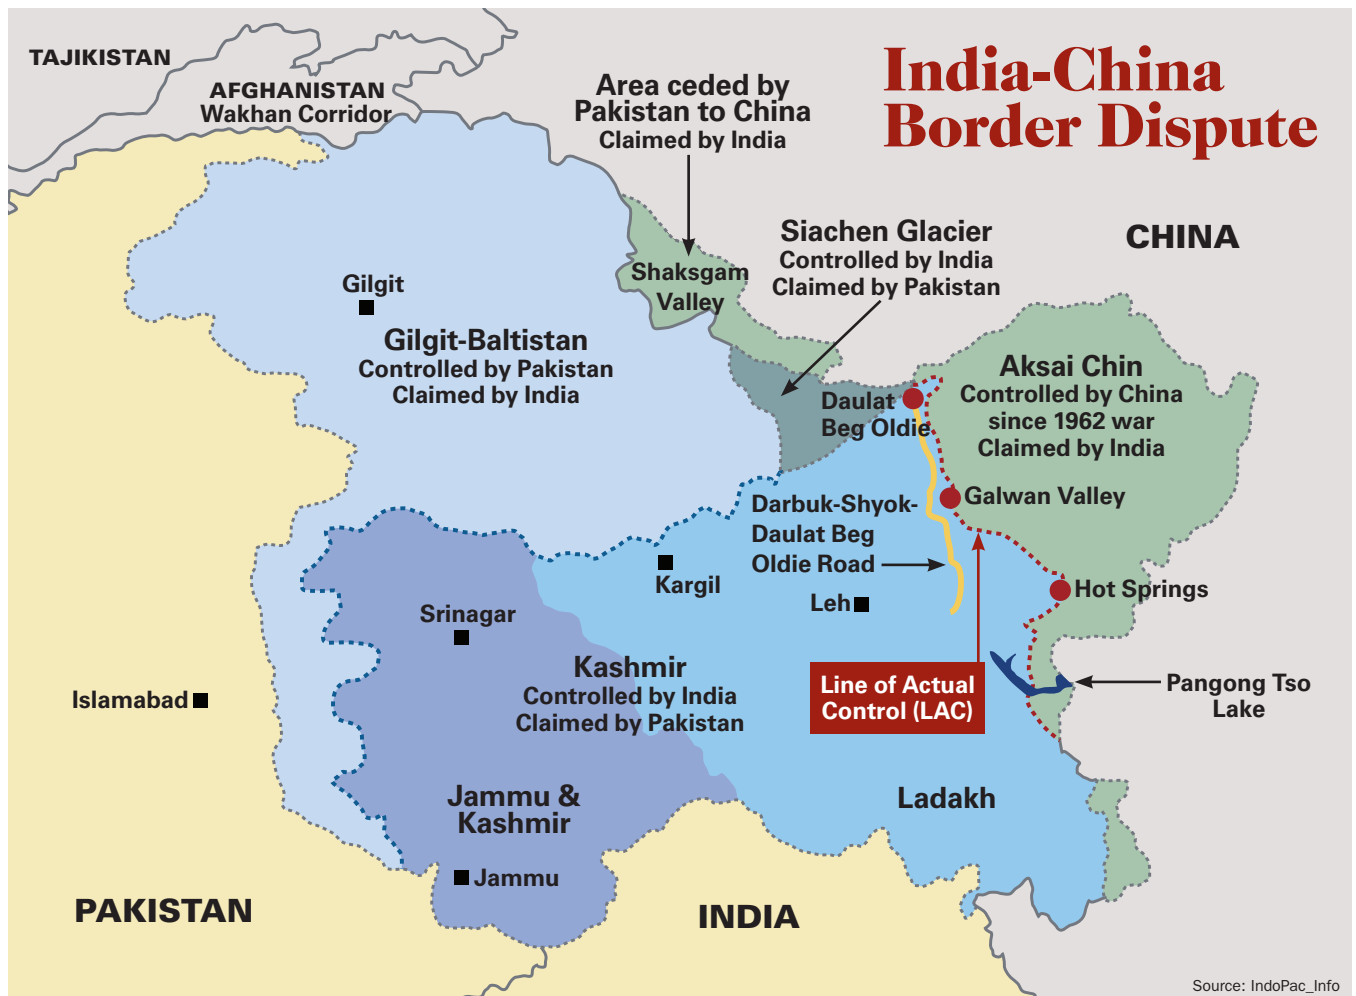 India-China
Border Dispute
TAJIKISTAN
AFGHANISTAN
Wakhan Corridor
Area ceded by
Pakistan to China
Claimed by India
CHINA
Siachen Glacier
Controlled by India
Claimed by Pakistan
Shaksgam
Valley
Gilgit
Gilgit-Baltistan
Controlled by Pakistan
Claimed by India
Aksai Chin
Controlled by China
since 1962 war
Claimed by India
Daulat
Beg Oldie
Galwan Valley
Darbuk-Shyok-
Daulat Beg
Oldie Road
Kargil
Leh
Hot Springs
Srinagar
Kashmir
Controlled by India
Claimed by Pakistan
Line of Actual
Control (LAC)
Pangong Tso
Lake
Islamabad
Jammu &
Kashmir
Ladakh
Jammu
PAKISTAN
INDIA
Source: IndoPac_Info